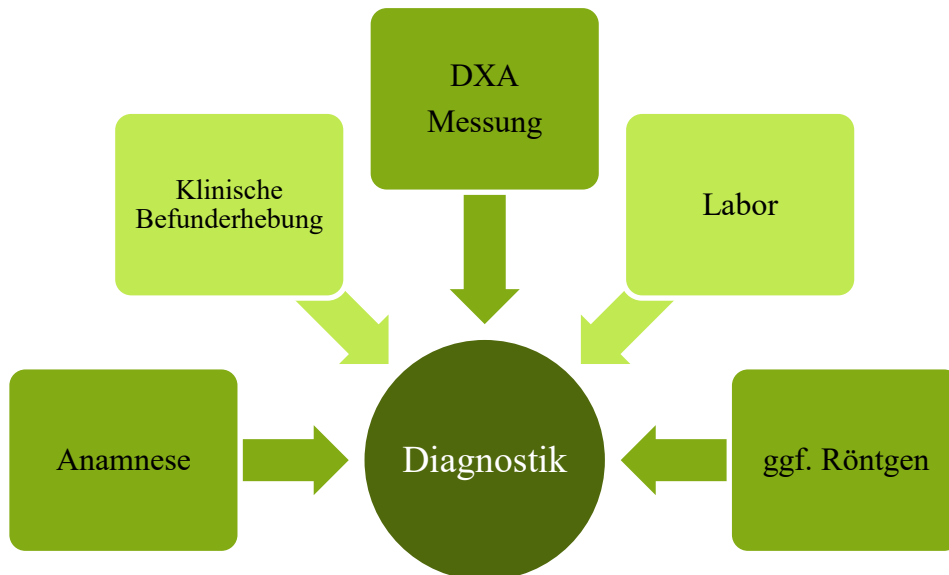 DXA
Messung
Klinische
Befunderhebung
Labor
Anamnese
Diagnostik
ggf. Röntgen